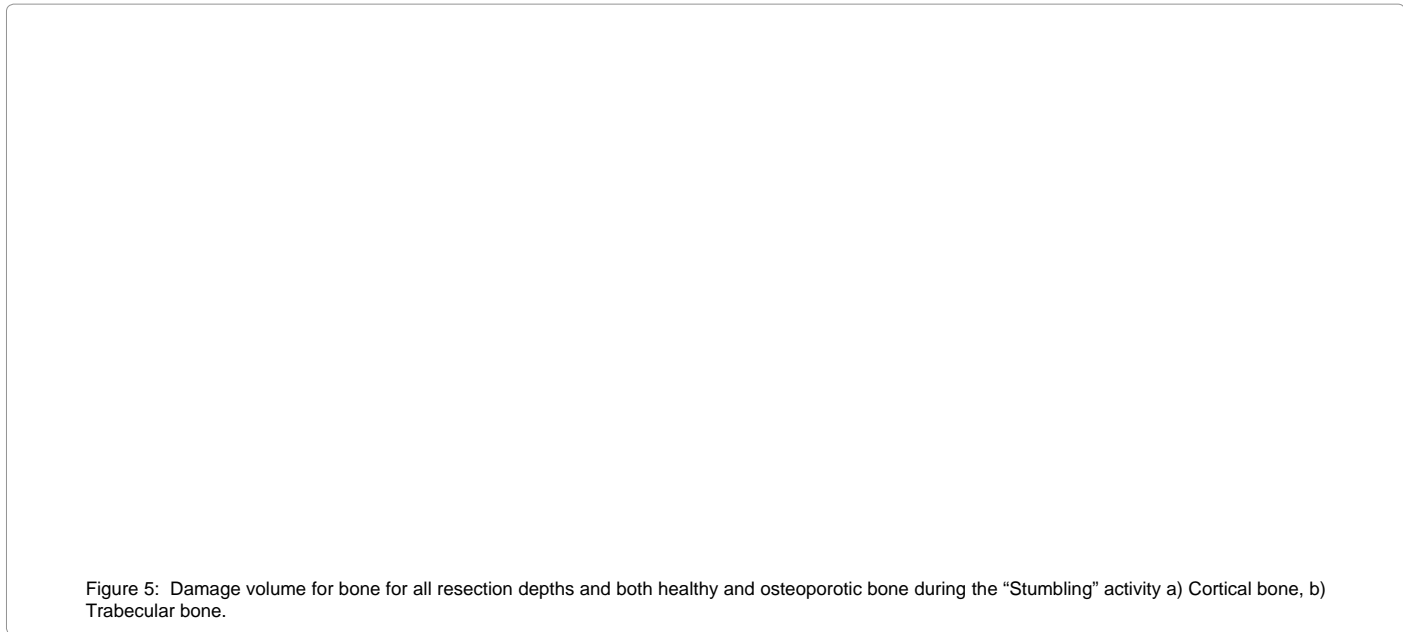 Figure 5:  Damage volume for bone for all resection depths and both healthy and osteoporotic bone during the “Stumbling” activity a) Cortical bone, b)
Trabecular bone.